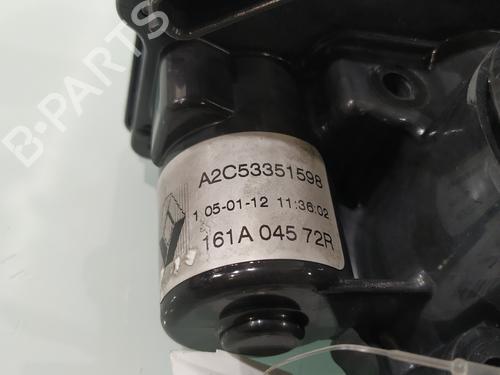 B-PARTS
A2C53351598
1 05-01-12 11:36:02
161A 045 72R